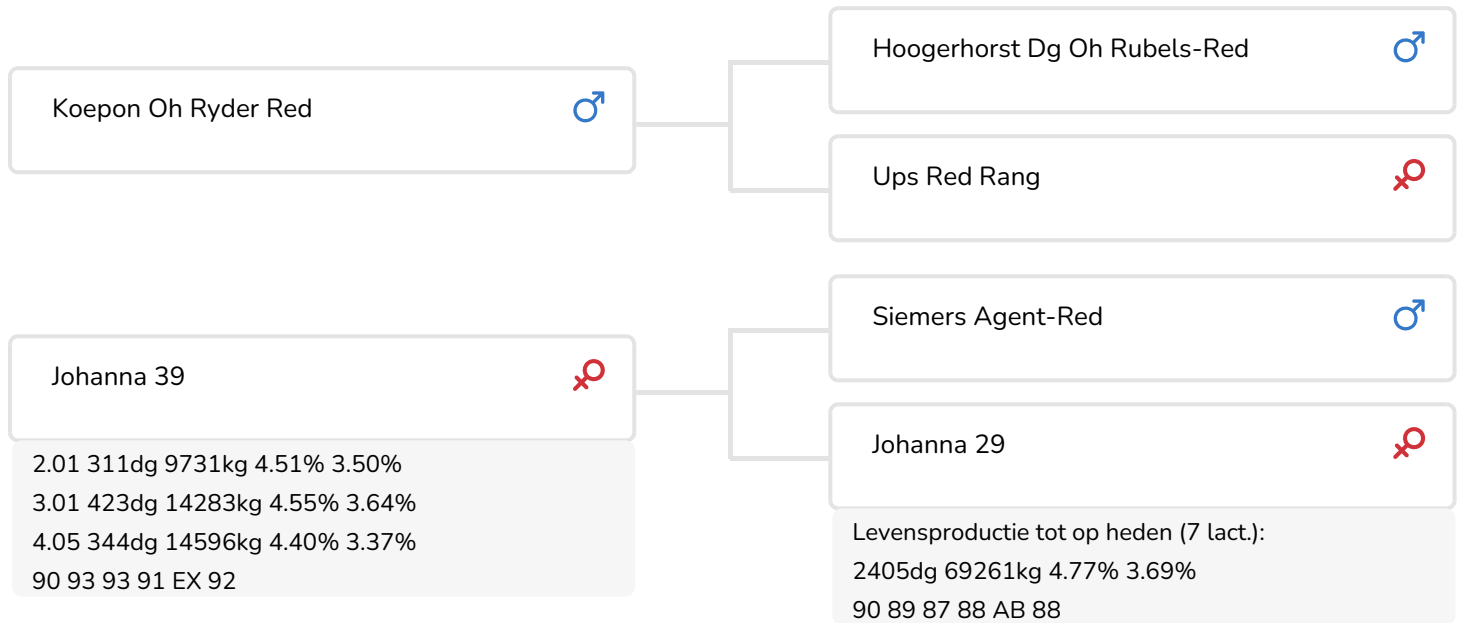 Hoogerhorst Dg Oh Rubels-Red
Koepon Oh Ryder Red
Ups Red Rang
Siemers Agent-Red
Johanna 39
2.01 311dg 9731kg 4.51% 3.50%
3.01 423dg 14283kg 4.55% 3.64%
4.05 344dg 14596kg 4.40% 3.37%
90 93 93 91 EX 92
Johanna 29
Levensproductie tot op heden (7 lact.):
2405dg 69261kg 4.77% 3.69%
90 89 87 88 AB 88